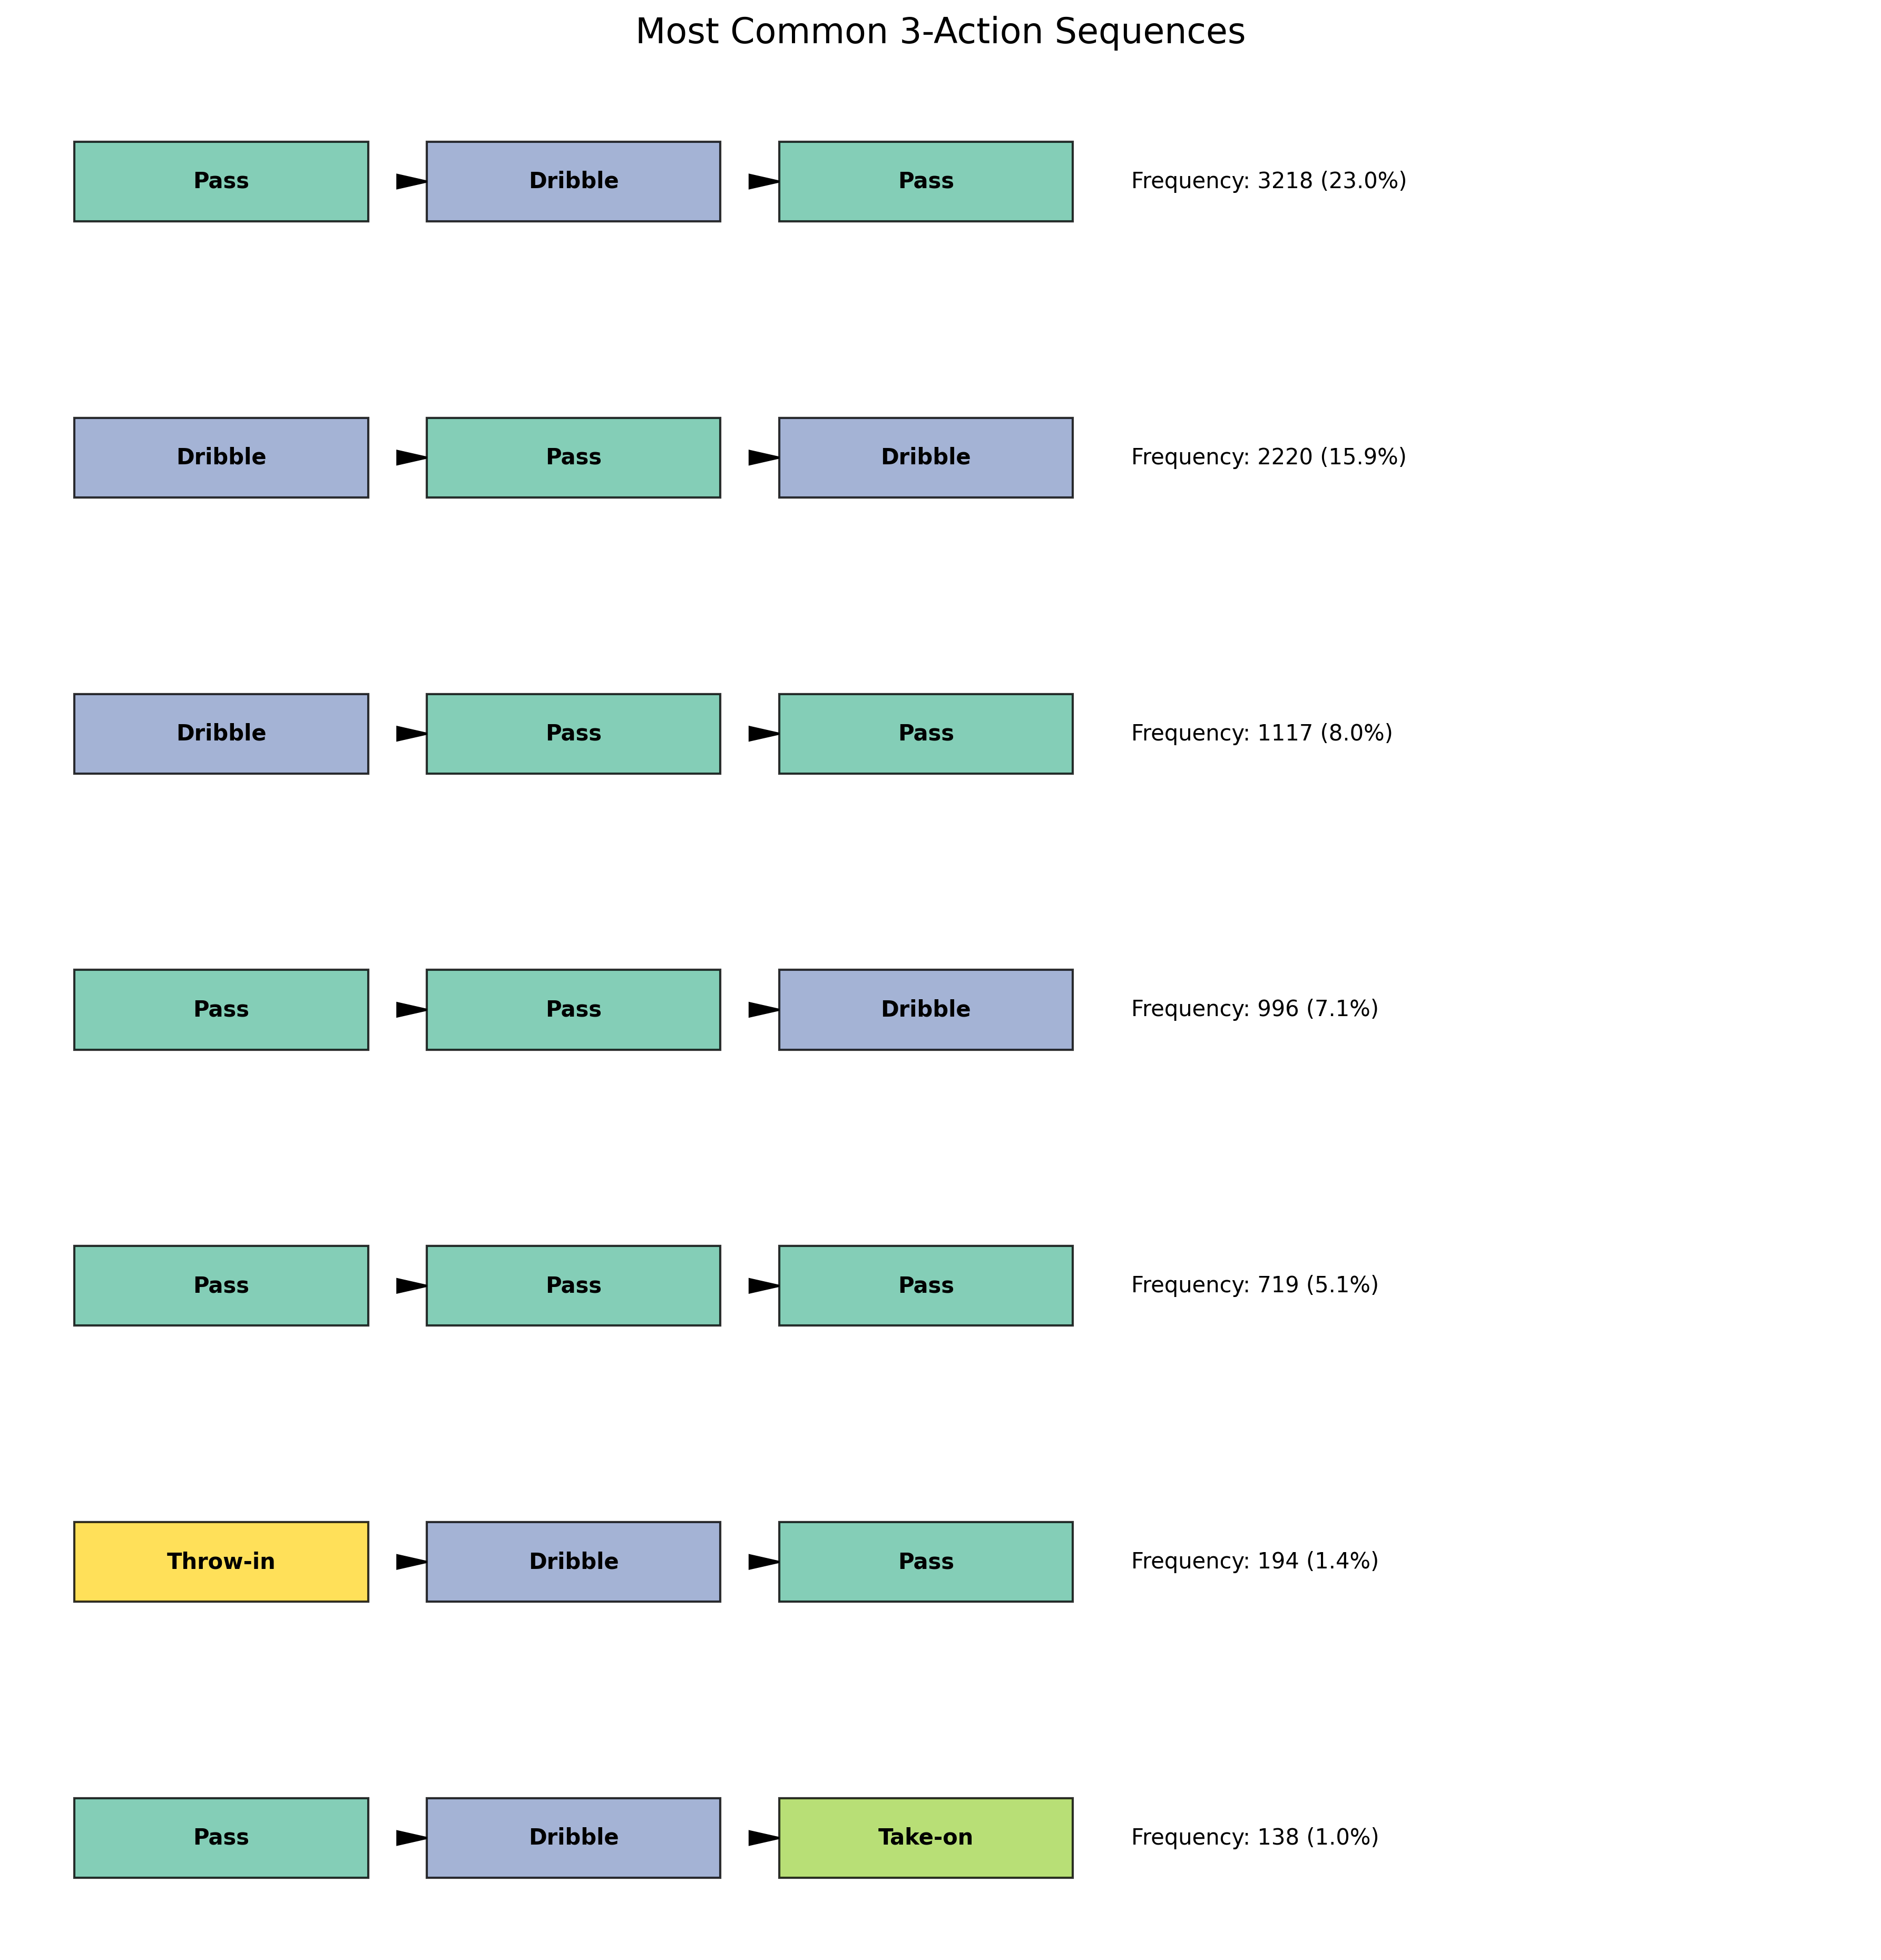 Most Common 3-Action Sequences
Pass Dribble Pass Frequency: 3218 (23.0%)
Dribble Pass Dribble Frequency: 2220 (15.9%)
Dribble Pass Pass Frequency: 1117 (8.0%)
Pass Pass Dribble Frequency: 996 (7.1%)
Pass Pass Pass Frequency: 719 (5.1%)
Throw-in Dribble Pass Frequency: 194 (1.4%)
Pass Dribble Take-on Frequency: 138 (1.0%)